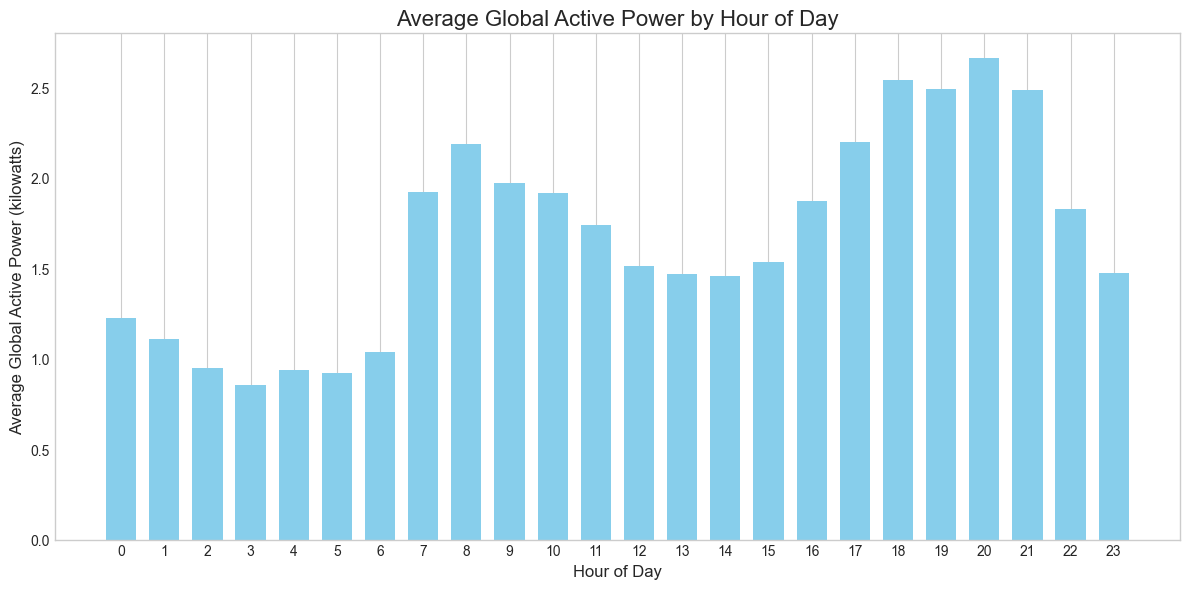 Average Global Active Power by Hour of Day
Average Global Active Power (kilowatts)
2.5
2.0
1.5
1.0
0.5
0.0
0 1 2 3 4 5 6 7 8 9 10 11 12 13 14 15 16 17 18 19 20 21 22 23
Hour of Day